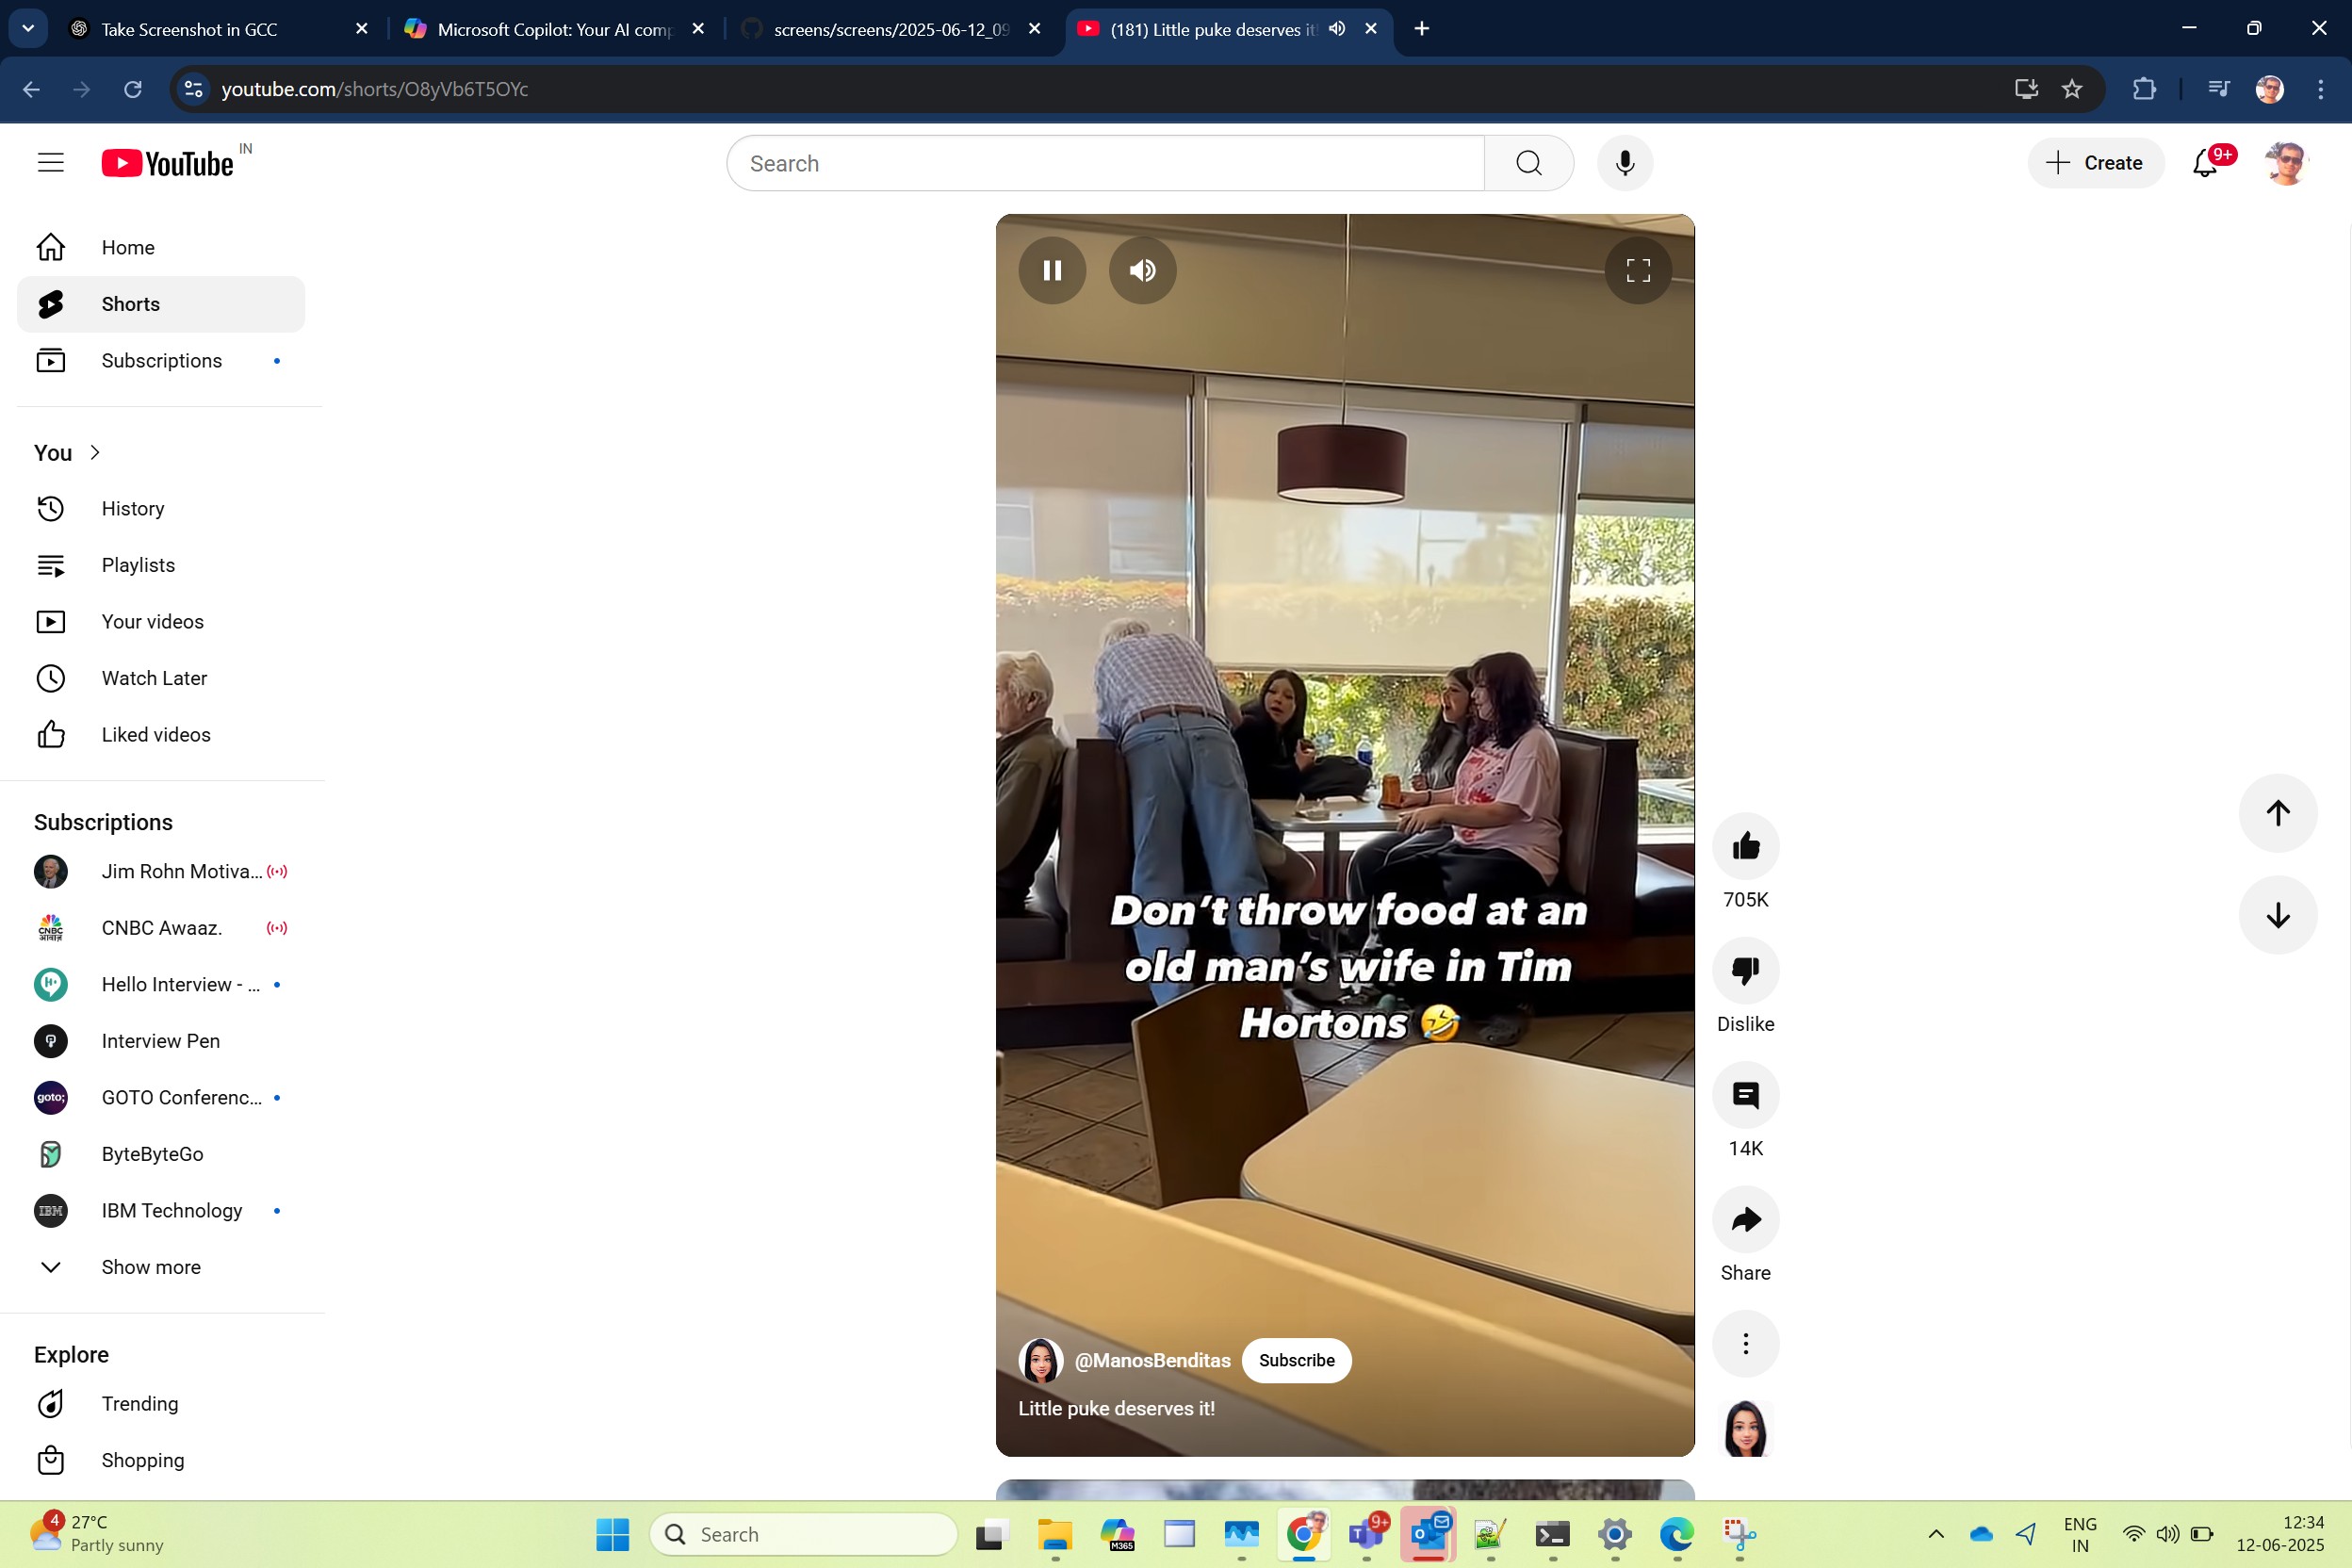 Take Screenshot in GCC
Microsoft Copilot: Your AI comp
screens/screens/2025-06-12_09
(181) Little puke deserves it!
youtube.com/shorts/O8yVb6T5OYc
YouTube IN
Search
Create
9+
Home
Shorts
Subscriptions
You
History
Playlists
Your videos
Watch Later
Liked videos
Subscriptions
Jim Rohn Motiva...
CNBC Awaaz.
Hello Interview - ...
Interview Pen
GOTO Conferenc...
goto;
ByteByteGo
IBM Technology
IBM
Show more
Explore
Trending
Shopping
Don't throw food at an
old man's wife in Tim
Hortons 🤣
@ManosBenditas
Subscribe
Little puke deserves it!
705K
Dislike
14K
Share
4
27°C
Partly sunny
Search
M365
9+
ENG
IN
12:34
12-06-2025